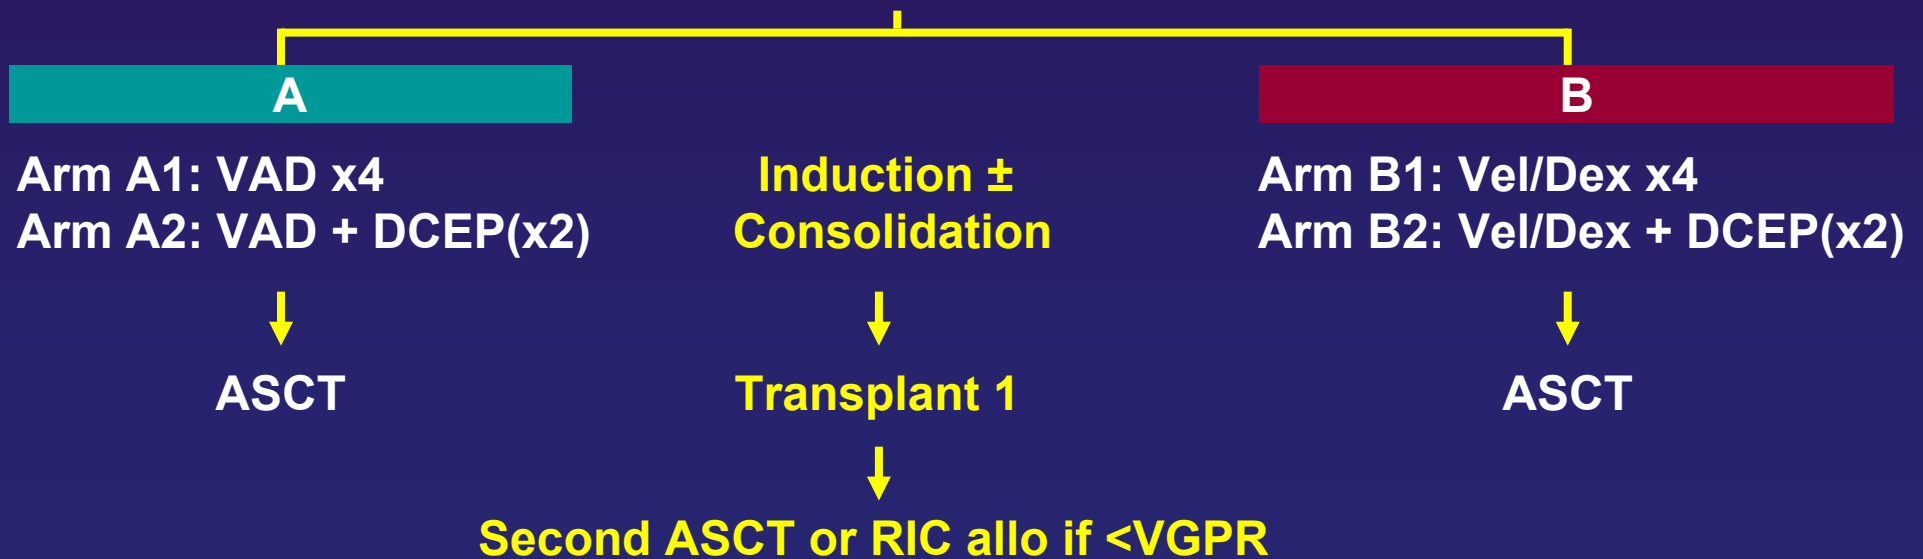 A
B
Arm A1: VAD x4
Arm A2: VAD + DCEP(x2)
Induction ±
Consolidation
Arm B1: Vel/Dex x4
Arm B2: Vel/Dex + DCEP(x2)
ASCT
Transplant 1
ASCT
Second ASCT or RIC allo if <VGPR